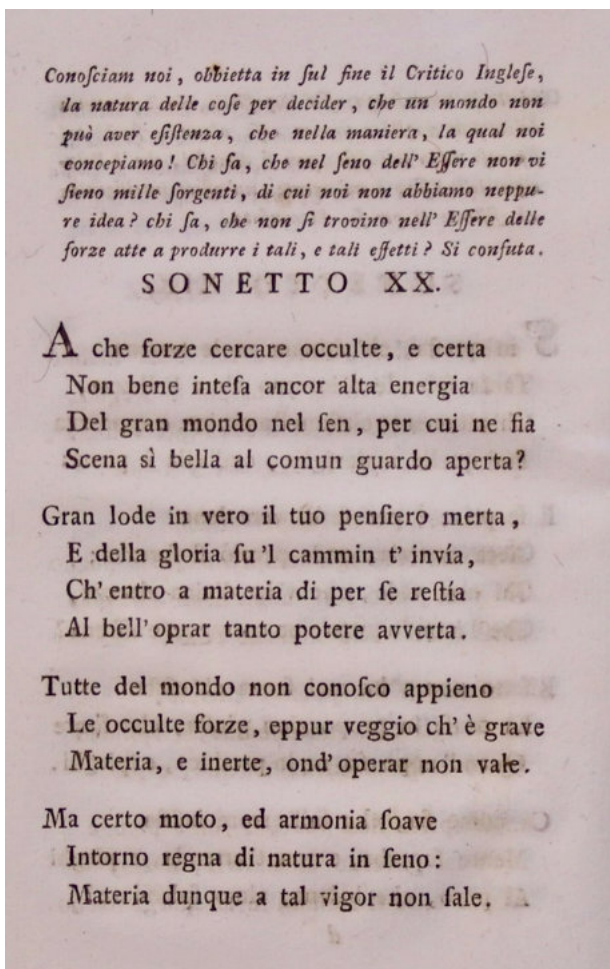 Conoſciam noi, obbietta in ſul fine il Critico Ingleſe,
la natura delle coſe per decider, che un mondo non
può aver eſiſtenza, che nella maniera, la qual noi
concepiamo! Chi ſa, che nel ſeno dell' Eſſere non vi
ſieno mille ſorgenti, di cui noi non abbiamo neppu-
re idea? chi ſa, che non ſi trovino nell' Eſſere delle
forze atte a produrre i tali, e tali effetti? Si confuta.
SONETTO XX.
A che forze cercare occulte, e certa
Non bene inteſa ancor alta energia
Del gran mondo nel ſen, per cui ne fia
Scena sì bella al comun guardo aperta?
Gran lode in vero il tuo penſiero merta,
E della gloria ſu 'l cammin t' invía,
Ch' entro a materia di per ſe reſtía
Al bell' oprar tanto potere avverta.
Tutte del mondo non conoſco appieno
Le occulte forze, eppur veggio ch' è grave
Materia, e inerte, ond' operar non vale.
Ma certo moto, ed armonia ſoave
Intorno regna di natura in ſeno:
Materia dunque a tal vigor non ſale.